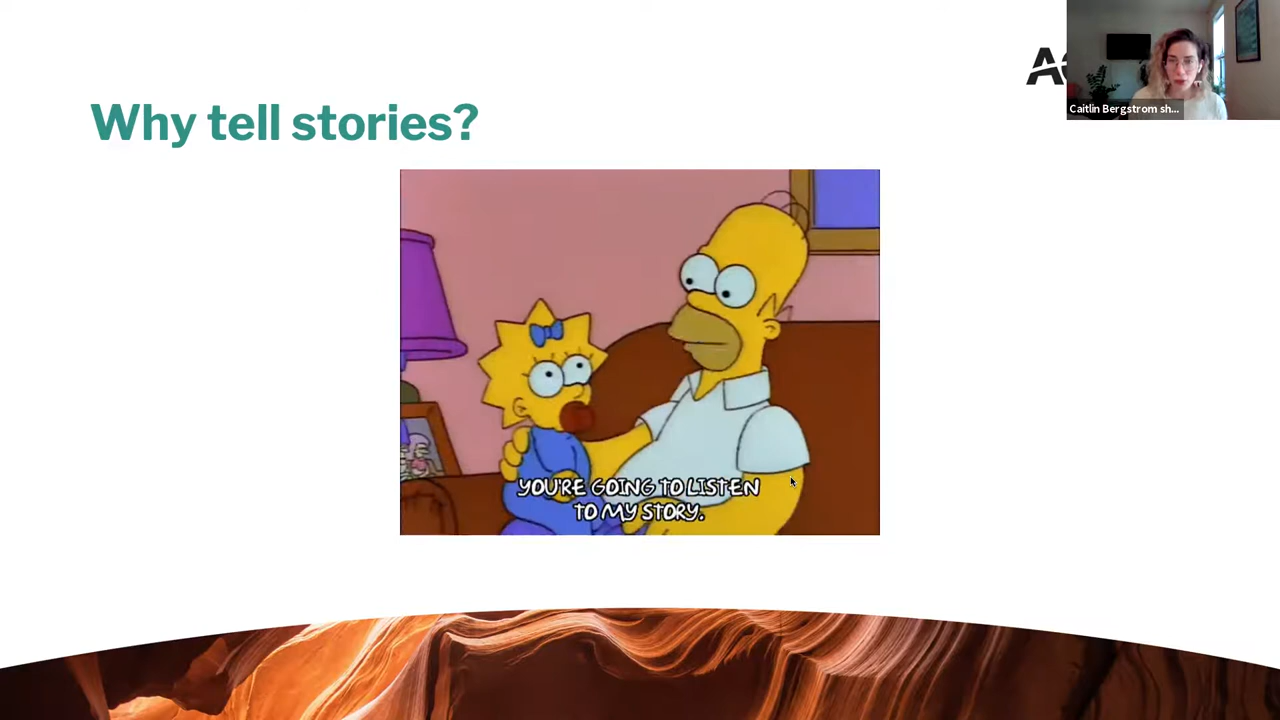 Why tell stories?
Caitlin Bergstrom sh...
YOU'RE GOING TO LISTEN
TO MY STORY.